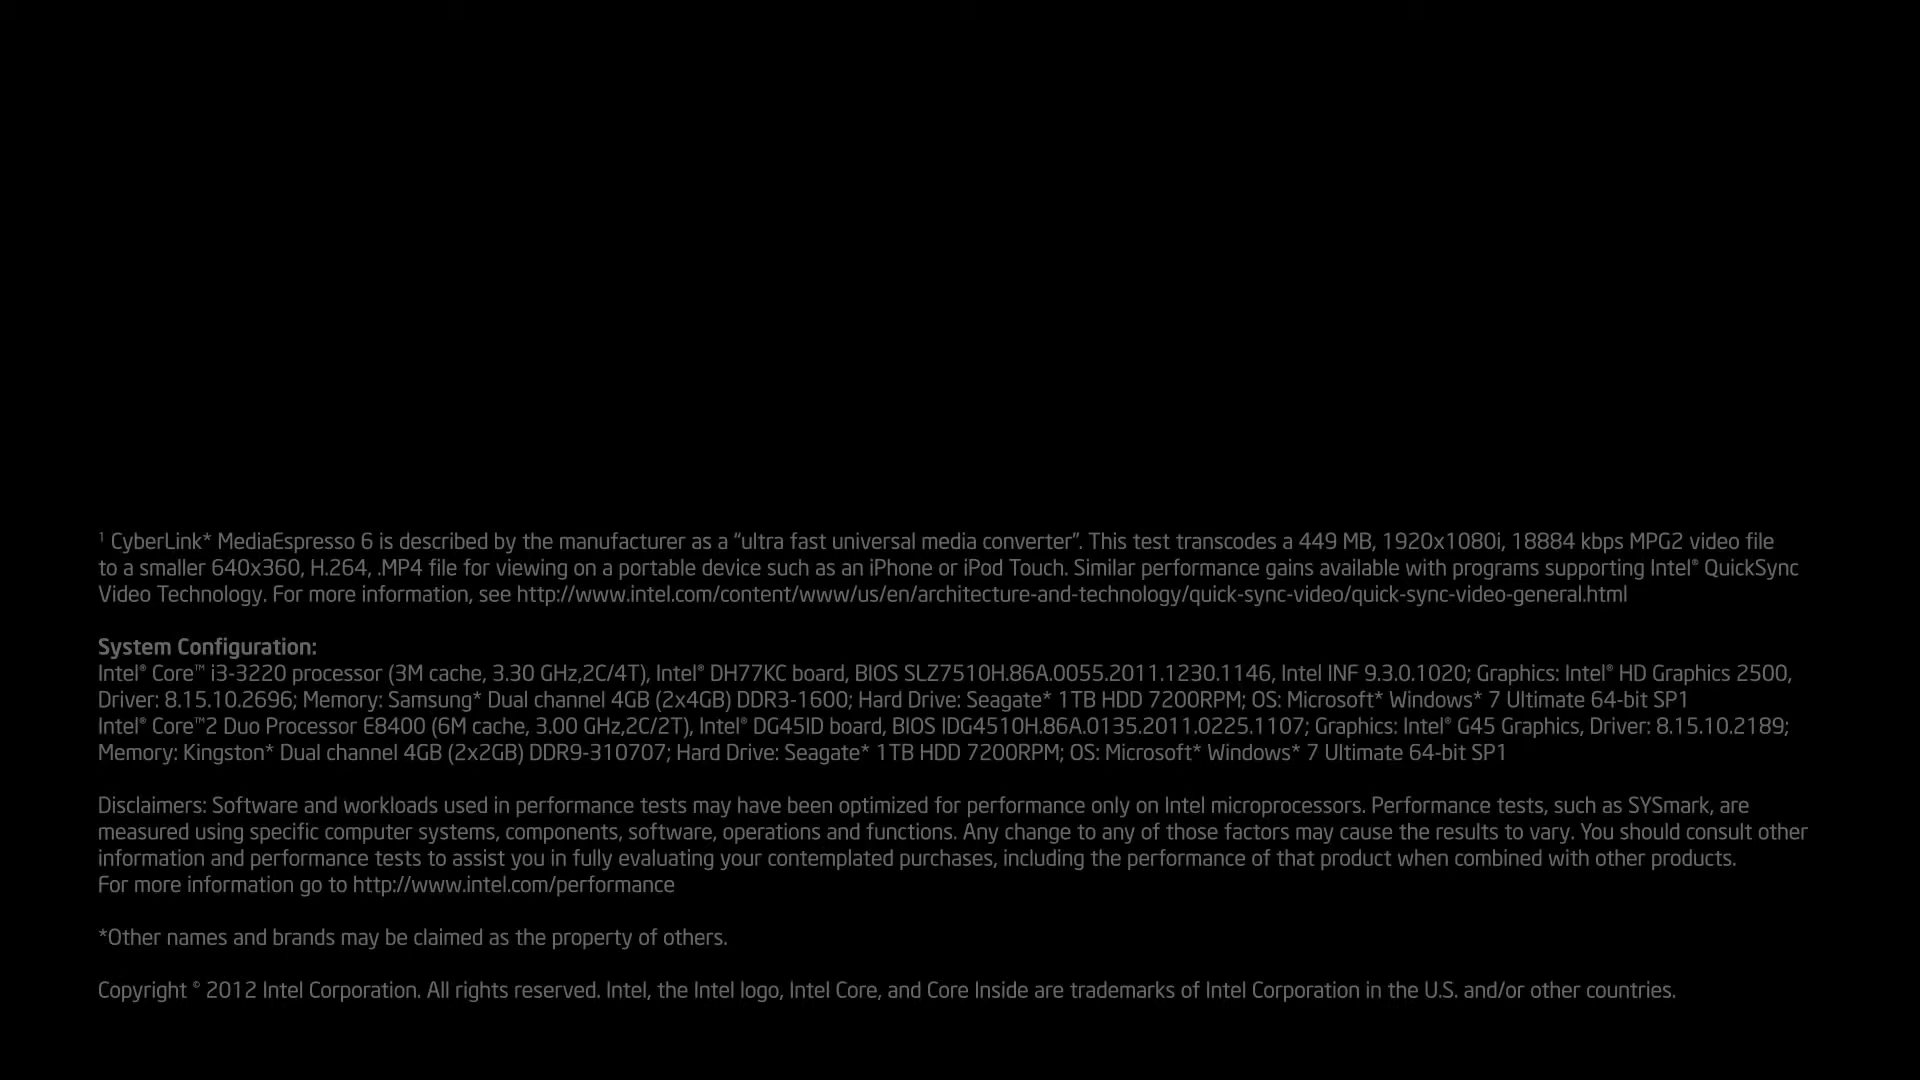 ¹ CyberLink* MediaEspresso 6 is described by the manufacturer as a “ultra fast universal media converter”. This test transcodes a 449 MB, 1920x1080i, 18884 kbps MPG2 video file
to a smaller 640x360, H.264, .MP4 file for viewing on a portable device such as an iPhone or iPod Touch. Similar performance gains available with programs supporting Intel® QuickSync
Video Technology. For more information, see http://www.intel.com/content/www/us/en/architecture-and-technology/quick-sync-video/quick-sync-video-general.html
System Configuration:
Intel® Core™ i3-3220 processor (3M cache, 3.30 GHz,2C/4T), Intel® DH77KC board, BIOS SLZ7510H.86A.0055.2011.1230.1146, Intel INF 9.3.0.1020; Graphics: Intel® HD Graphics 2500,
Driver: 8.15.10.2696; Memory: Samsung* Dual channel 4GB (2x4GB) DDR3-1600; Hard Drive: Seagate* 1TB HDD 7200RPM; OS: Microsoft* Windows* 7 Ultimate 64-bit SP1
Intel® Core™2 Duo Processor E8400 (6M cache, 3.00 GHz,2C/2T), Intel® DG45ID board, BIOS IDG4510H.86A.0135.2011.0225.1107; Graphics: Intel® G45 Graphics, Driver: 8.15.10.2189;
Memory: Kingston* Dual channel 4GB (2x2GB) DDR9-310707; Hard Drive: Seagate* 1TB HDD 7200RPM; OS: Microsoft* Windows* 7 Ultimate 64-bit SP1
Disclaimers: Software and workloads used in performance tests may have been optimized for performance only on Intel microprocessors. Performance tests, such as SYSmark, are
measured using specific computer systems, components, software, operations and functions. Any change to any of those factors may cause the results to vary. You should consult other
information and performance tests to assist you in fully evaluating your contemplated purchases, including the performance of that product when combined with other products.
For more information go to http://www.intel.com/performance
*Other names and brands may be claimed as the property of others.
Copyright © 2012 Intel Corporation. All rights reserved. Intel, the Intel logo, Intel Core, and Core Inside are trademarks of Intel Corporation in the U.S. and/or other countries.